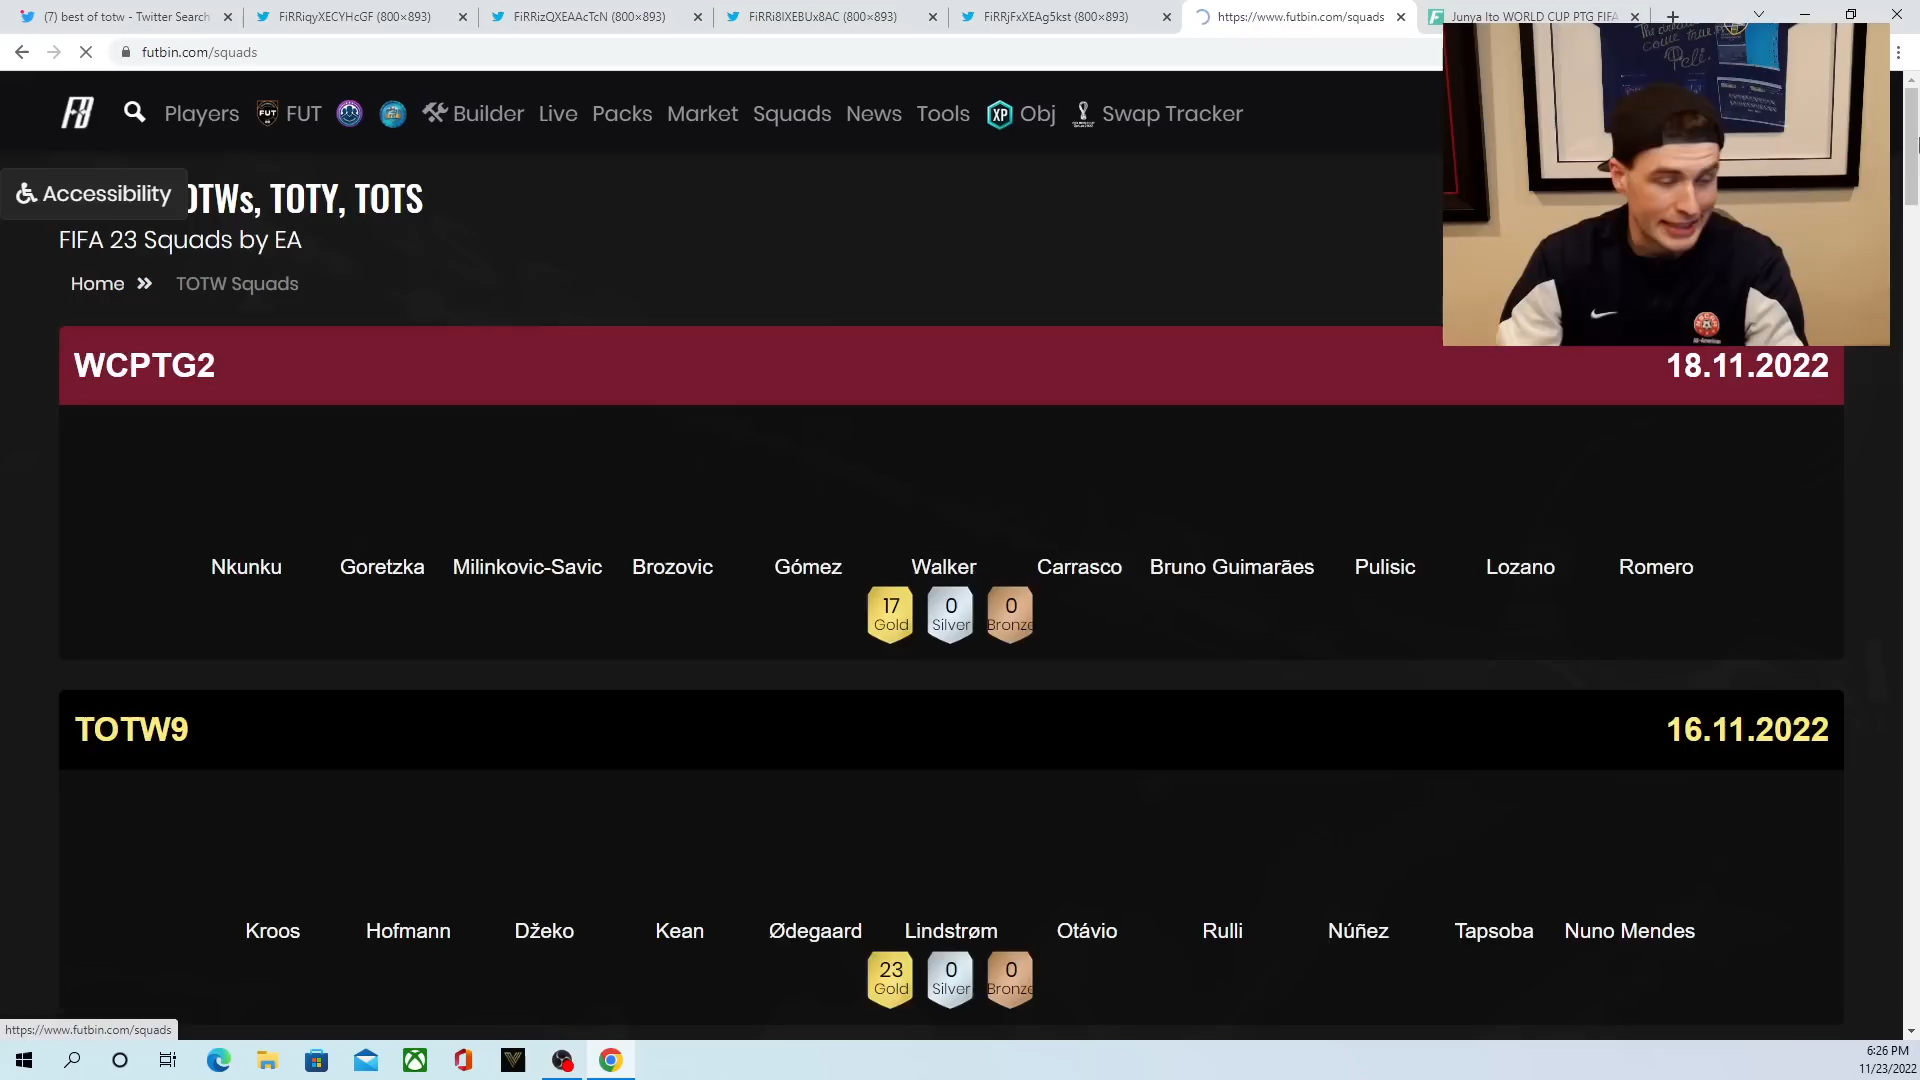 (7) best of totw - Twitter Search
FiRRiqyXECYHcGF (800×893)
FiRRizQXEAAcTcN (800×893)
FiRRi8IXEBUx8AC (800×893)
FiRRjFxXEAg5kst (800×893)
https://www.futbin.com/squads
Junya Ito WORLD CUP PTG FIFA
futbin.com/squads
Players FUT Builder Live Packs Market Squads News Tools XP Obj Swap Tracker
Accessibility
OTWs, TOTY, TOTS
FIFA 23 Squads by EA
Home » TOTW Squads
WCPTG2 18.11.2022
Nkunku Goretzka Milinkovic-Savic Brozovic Gómez Walker Carrasco Bruno Guimarães Pulisic Lozano Romero
17 0 0
Gold Silver Bronze
TOTW9 16.11.2022
Kroos Hofmann Džeko Kean Ødegaard Lindstrøm Otávio Rulli Núñez Tapsoba Nuno Mendes
23 0 0
Gold Silver Bronze
https://www.futbin.com/squads
6:26 PM
11/23/2022